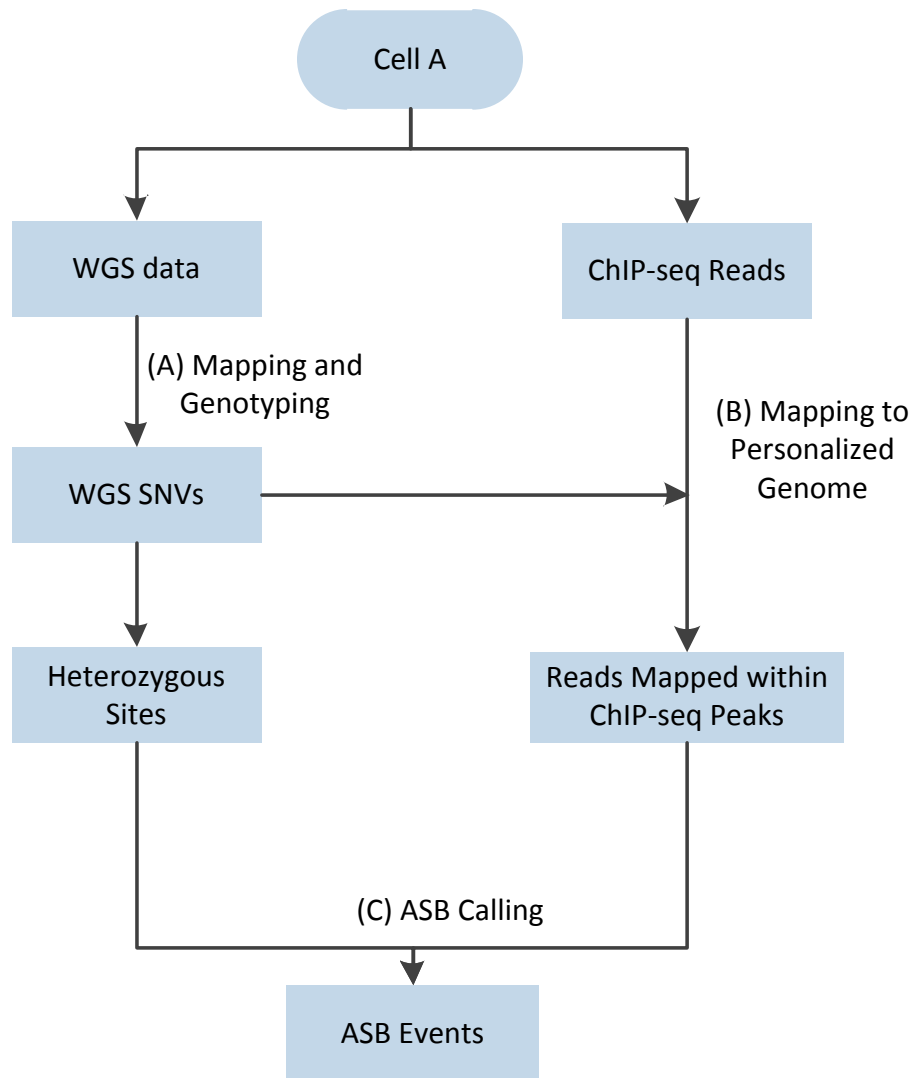 Cell A
WGS data
ChIP-seq Reads
(A) Mapping and
Genotyping
(B) Mapping to
Personalized
Genome
WGS SNVs
Heterozygous
Sites
Reads Mapped within
ChIP-seq Peaks
(C) ASB Calling
ASB Events